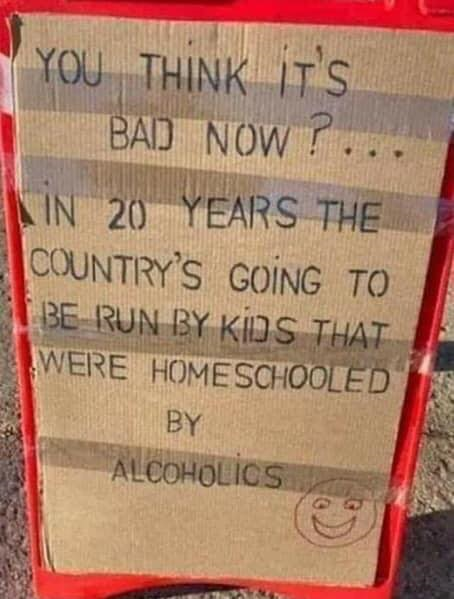 YOU THINK IT'S
BAD NOW?...
IN 20 YEARS THE
COUNTRY'S GOING TO
BE RUN BY KIDS THAT
WERE HOMESCHOOLED
BY
ALCOHOLICS